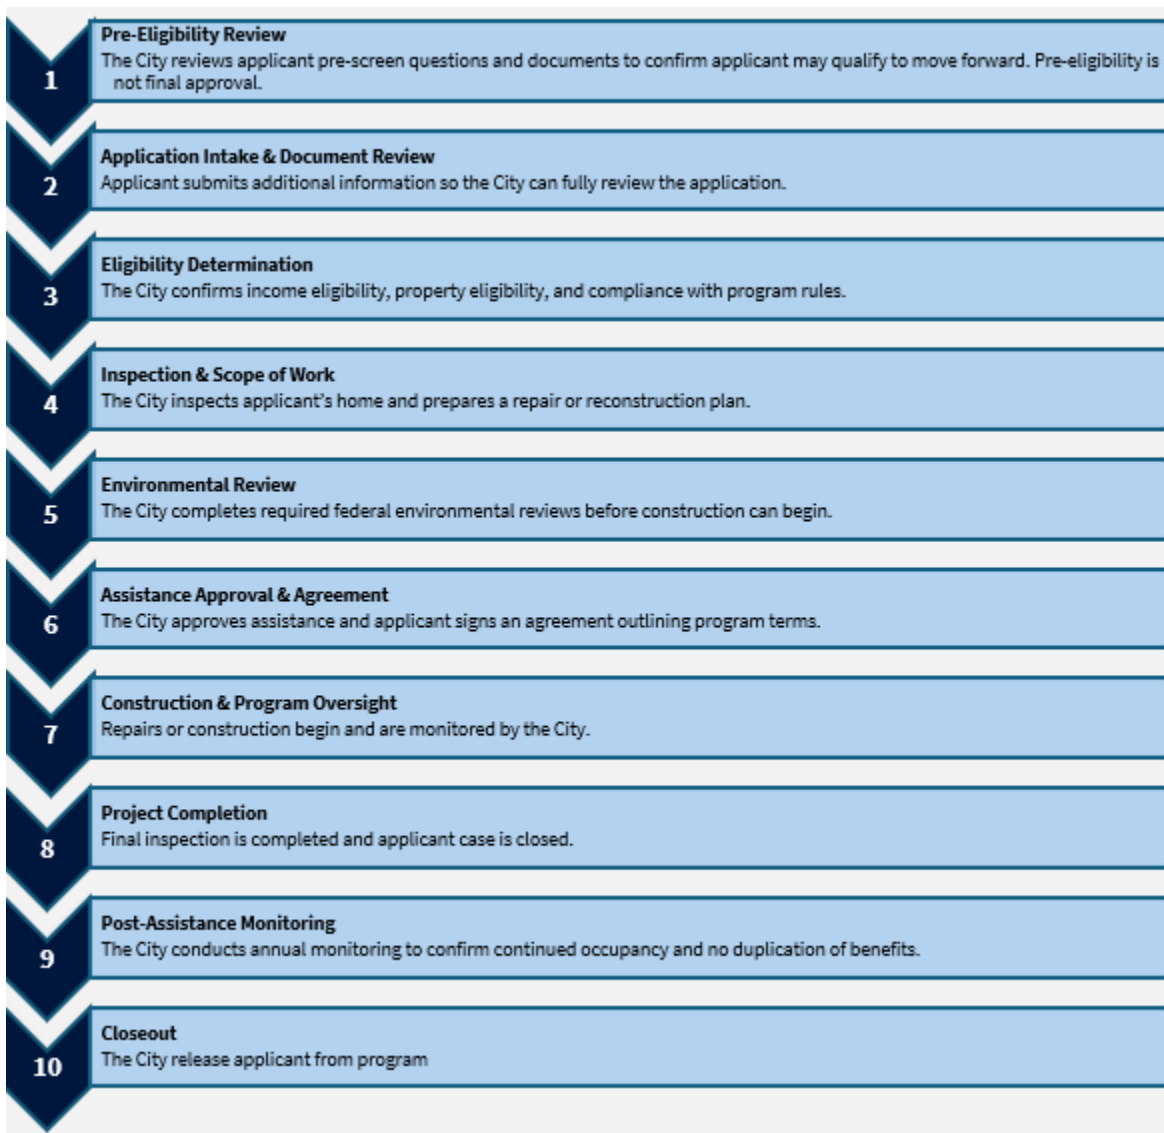 1
Pre-Eligibility Review
The City reviews applicant pre-screen questions and documents to confirm applicant may qualify to move forward. Pre-eligibility is
not final approval.
2
Application Intake & Document Review
Applicant submits additional information so the City can fully review the application.
3
Eligibility Determination
The City confirms income eligibility, property eligibility, and compliance with program rules.
4
Inspection & Scope of Work
The City inspects applicant's home and prepares a repair or reconstruction plan.
5
Environmental Review
The City completes required federal environmental reviews before construction can begin.
6
Assistance Approval & Agreement
The City approves assistance and applicant signs an agreement outlining program terms.
7
Construction & Program Oversight
Repairs or construction begin and are monitored by the City.
8
Project Completion
Final inspection is completed and applicant case is closed.
9
Post-Assistance Monitoring
The City conducts annual monitoring to confirm continued occupancy and no duplication of benefits.
10
Closeout
The City release applicant from program